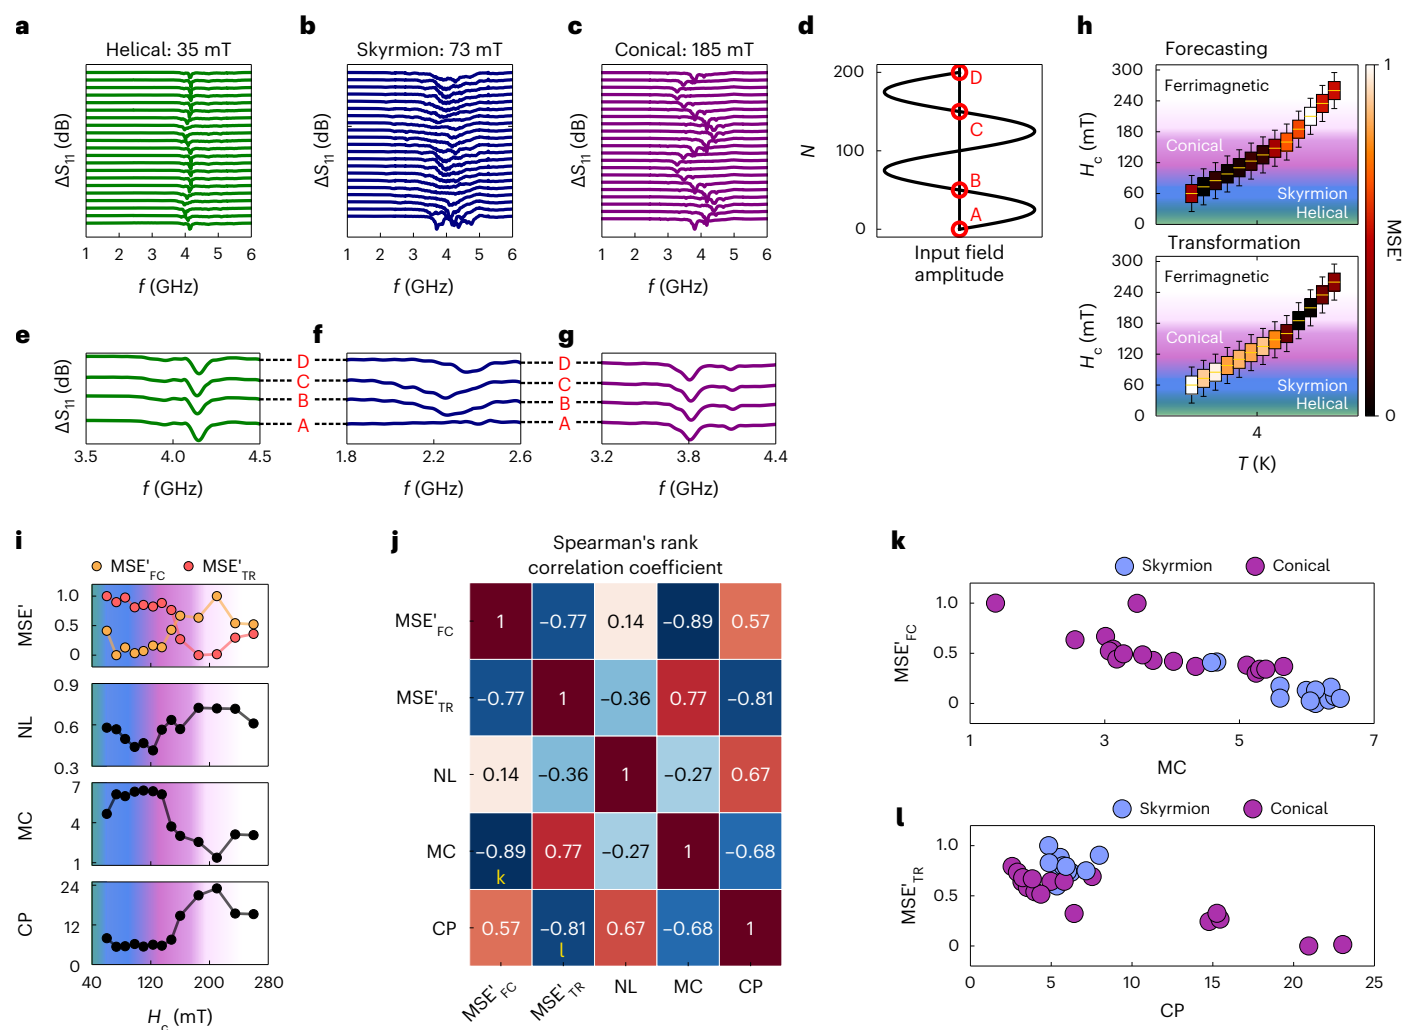 a
Helical: 35 mT
ΔS11 (dB)
1 2 3 4 5 6
f (GHz)
b
Skyrmion: 73 mT
ΔS11 (dB)
1 2 3 4 5 6
f (GHz)
c
Conical: 185 mT
ΔS11 (dB)
1 2 3 4 5 6
f (GHz)
d
N
200
100
0
D
C
B
A
Input field
amplitude
e
ΔS11 (dB)
3.5 4.0 4.5
f (GHz)
D
C
B
A
f
1.8 2.2 2.6
f (GHz)
D
C
B
A
g
3.2 3.8 4.4
f (GHz)
h
Forecasting
Hc (mT)
300
240
180
120
60
0
Ferrimagnetic
Conical
Skyrmion
Helical
Transformation
Hc (mT)
300
240
180
120
60
0
Ferrimagnetic
Conical
Skyrmion
Helical
4
T (K)
1
MSE'
0
i
MSE'FC MSE'TR
MSE'
1.0
0.5
0
NL
0.9
0.6
0.3
MC
7
4
1
CP
24
12
0
40 120 200 280
Hc (mT)
j
Spearman's rank
correlation coefficient
MSE'FC 1 −0.77 0.14 −0.89 0.57
MSE'TR −0.77 1 −0.36 0.77 −0.81
NL 0.14 −0.36 1 −0.27 0.67
MC −0.89 0.77 −0.27 1 −0.68
k
CP 0.57 −0.81 0.67 −0.68 1
l
MSE'FC MSE'TR NL MC CP
k
Skyrmion Conical
MSE'FC
1.0
0.5
0
1 3 5 7
MC
l
Skyrmion Conical
MSE'TR
1.0
0.5
0
0 5 10 15 20 25
CP